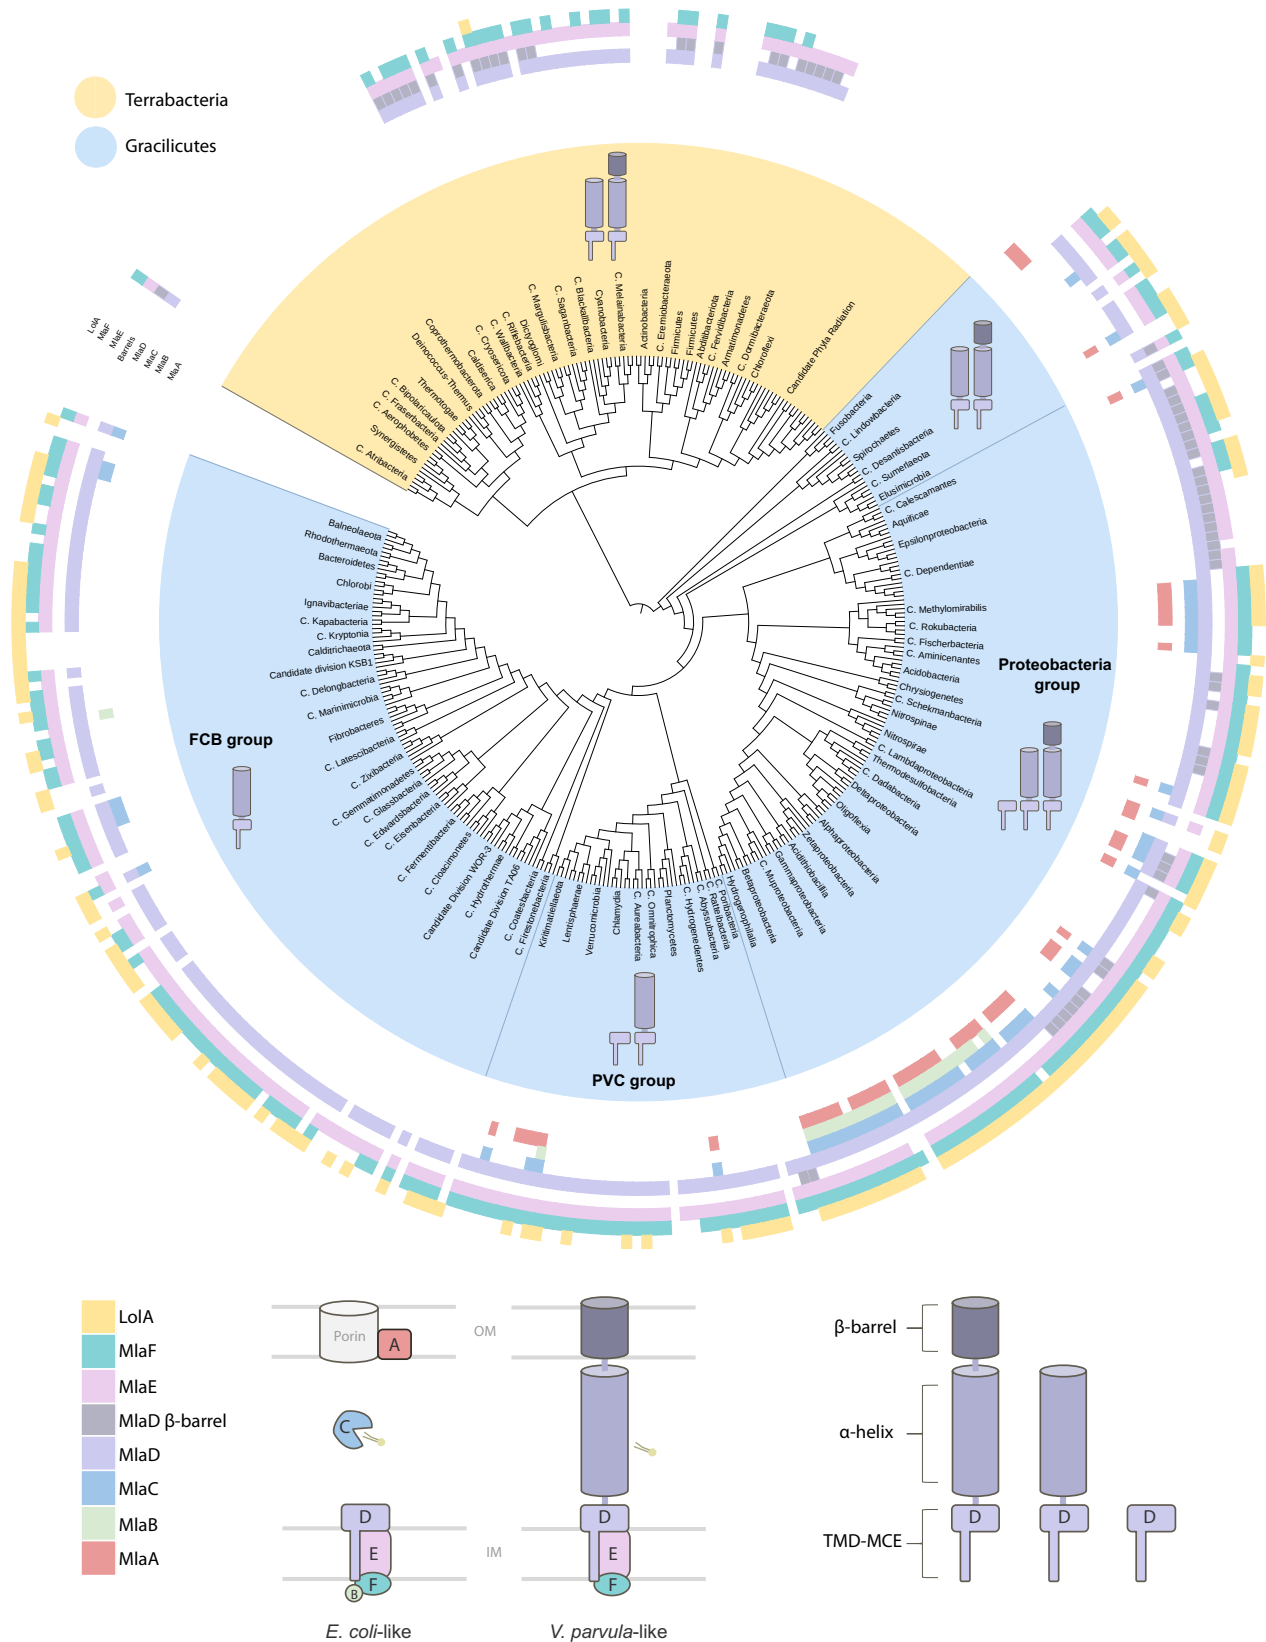 Terrabacteria
Gracilicutes
LolA
MlaF
MlaE
Barrels
MlaD
MlaC
MlaB
MlaA
C. Atribacteria
Synergistetes
C. Aerophobetes
C. Fraserbacteria
C. Bipolaricaulota
Thermotogae
Deinococcus-Thermus
Coprothermobacterota
Caldiserica
C. Cryosericota
C. Wallbacteria
C. Riflebacteria
Dictyoglomi
C. Margulisbacteria
C. Saganbacteria
C. Blackallbacteria
Cyanobacteria
C. Melainabacteria
Actinobacteria
C. Eremiobacteraeota
Firmicutes
Firmicutes
Abditibacteriota
C. Fervidibacteria
Armatimonadetes
C. Dormibacteraeota
Chloroflexi
Candidate Phyla Radiation
Fusobacteria
C. Lindowbacteria
Spirochaetes
C. Desantisbacteria
C. Sumerlaeota
Elusimicrobia
C. Calescamantes
Aquificae
Epsilonproteobacteria
C. Dependentiae
C. Methylomirabilis
C. Rokubacteria
C. Fischerbacteria
C. Aminicenantes
Acidobacteria
Chrysiogenetes
C. Schekmanbacteria
Nitrospinae
Nitrospirae
C. Lambdaproteobacteria
Thermodesulfobacteria
C. Dadabacteria
Deltaproteobacteria
Oligoflexia
Alphaproteobacteria
Zetaproteobacteria
Acidithiobacillia
Gammaproteobacteria
C. Muproteobacteria
Betaproteobacteria
Hydrogenophilalia
C. Poribacteria
C. Ratteibacteria
C. Abyssubacteria
C. Hydrogenedentes
Planctomycetes
C. Omnitrophica
C. Aureabacteria
Chlamydia
Verrucomicrobia
Lentisphaerae
Kiritimatiellaeota
C. Firestonebacteria
C. Coatesbacteria
Candidate Division TA06
C. Hydrothermae
Candidate Division WOR-3
C. Cloacimonetes
C. Fermentibacteria
C. Eisenbacteria
C. Edwardsbacteria
C. Glassbacteria
C. Gemmatimonadetes
C. Zixibacteria
C. Latescibacteria
Fibrobacteres
C. Marinimicrobia
C. Delongbacteria
Candidate division KSB1
Calditrichaeota
C. Kryptonia
C. Kapabacteria
Ignavibacteriae
Chlorobi
Bacteroidetes
Rhodothermaeota
Balneolaeota
Proteobacteria
group
FCB group
PVC group
LolA
MlaF
MlaE
MlaD β-barrel
MlaD
MlaC
MlaB
MlaA
Porin
A
C
D
E
F
B
OM
IM
D
E
F
E. coli-like
V. parvula-like
β-barrel
α-helix
TMD-MCE
D
D
D